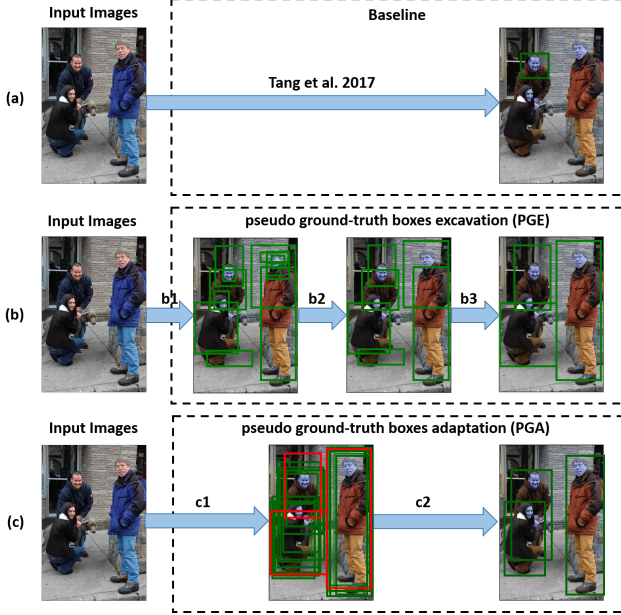 Input Images
Baseline
(a)
Tang et al. 2017
Input Images
pseudo ground-truth boxes excavation (PGE)
(b)
b1
b2
b3
Input Images
pseudo ground-truth boxes adaptation (PGA)
(c)
c1
c2